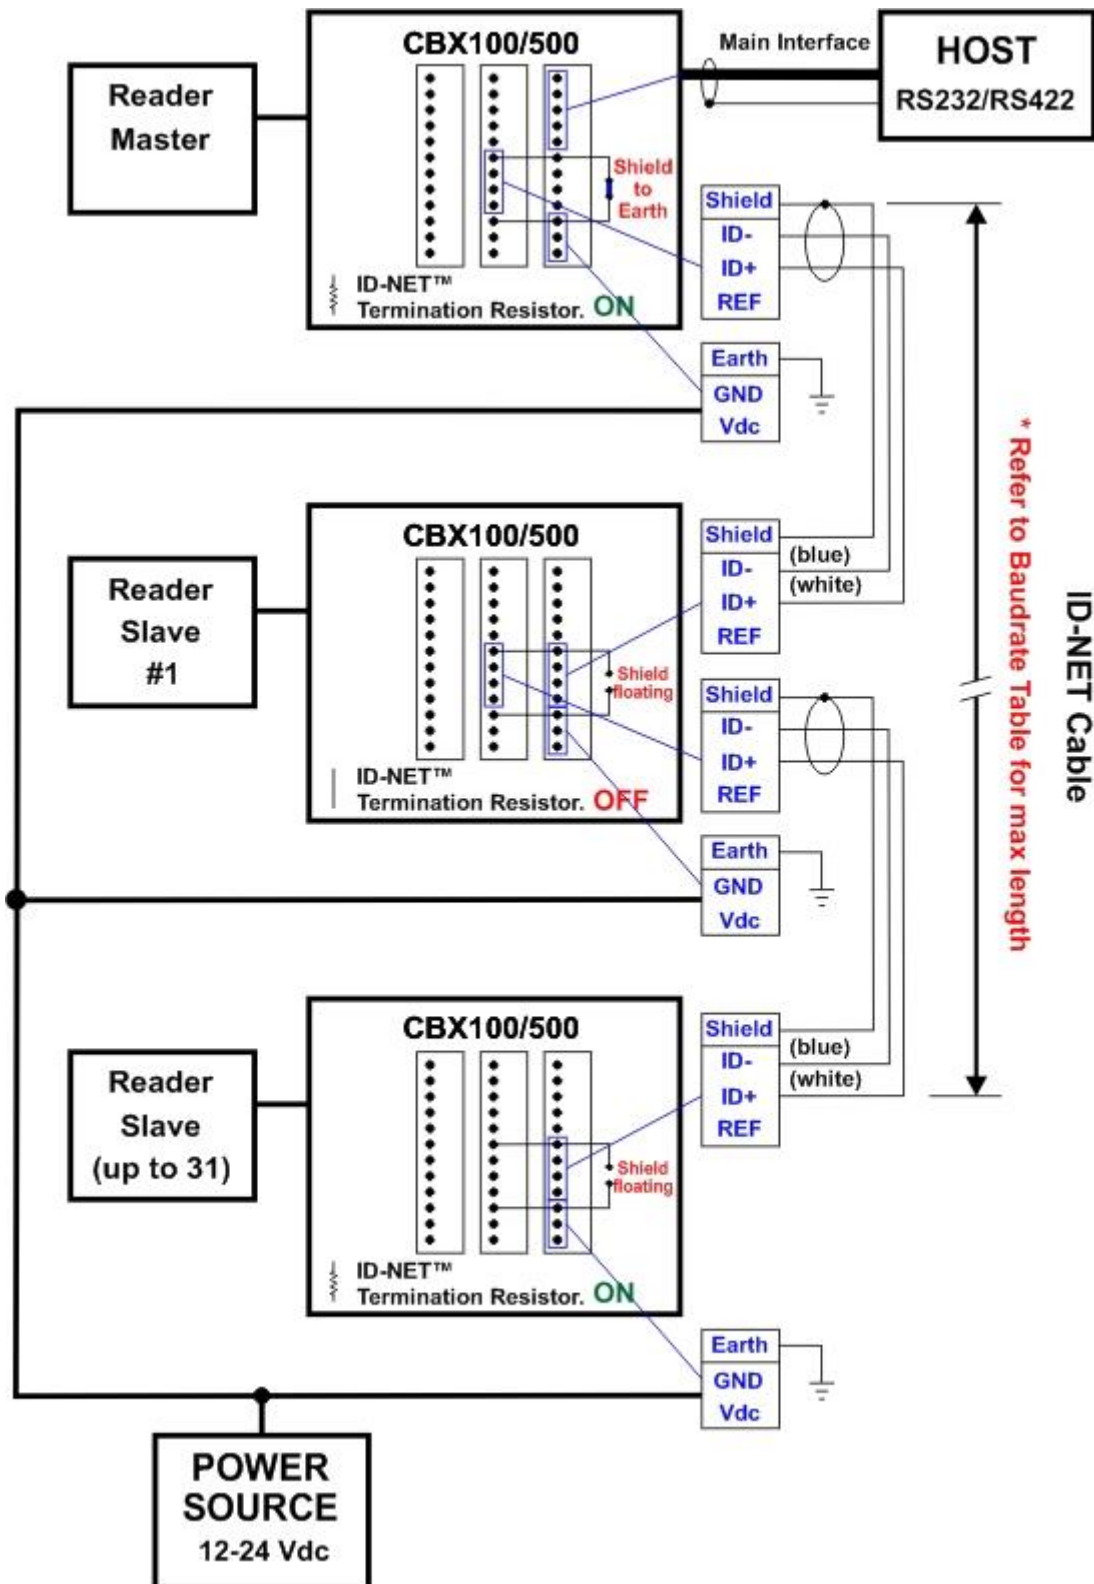 CBX100/500
Main Interface
HOST
RS232/RS422
Reader
Master
Shield
to
Earth
ID-NET™
Termination Resistor. ON
Shield
ID-
ID+
REF
Earth
GND
Vdc
CBX100/500
Reader
Slave
#1
Shield
floating
ID-NET™
Termination Resistor. OFF
Shield
ID- (blue)
ID+ (white)
REF
Shield
ID-
ID+
REF
Earth
GND
Vdc
* Refer to Baudrate Table for max length
ID-NET Cable
CBX100/500
Reader
Slave
(up to 31)
Shield
floating
ID-NET™
Termination Resistor. ON
Shield
ID- (blue)
ID+ (white)
REF
Earth
GND
Vdc
POWER
SOURCE
12-24 Vdc